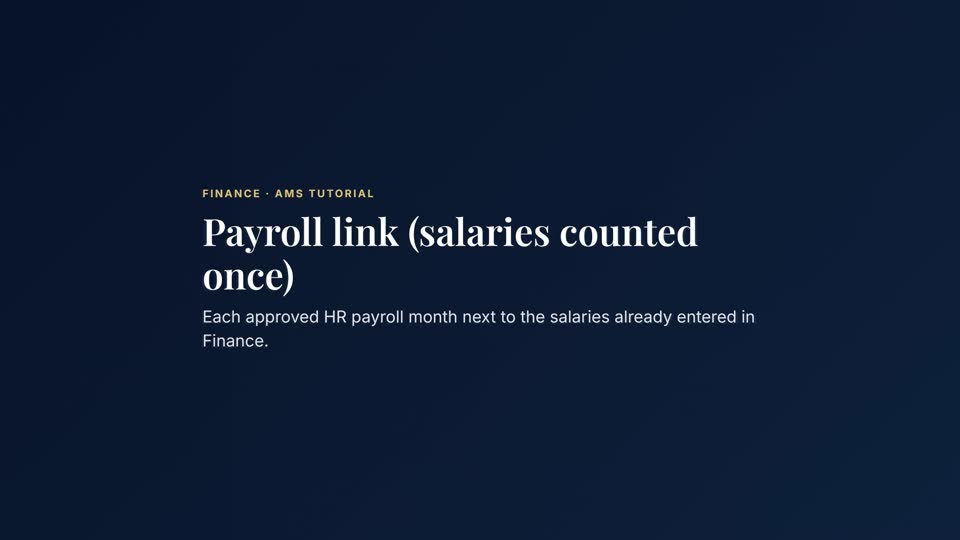 FINANCE · AMS TUTORIAL
Payroll link (salaries counted
once)
Each approved HR payroll month next to the salaries already entered in
Finance.